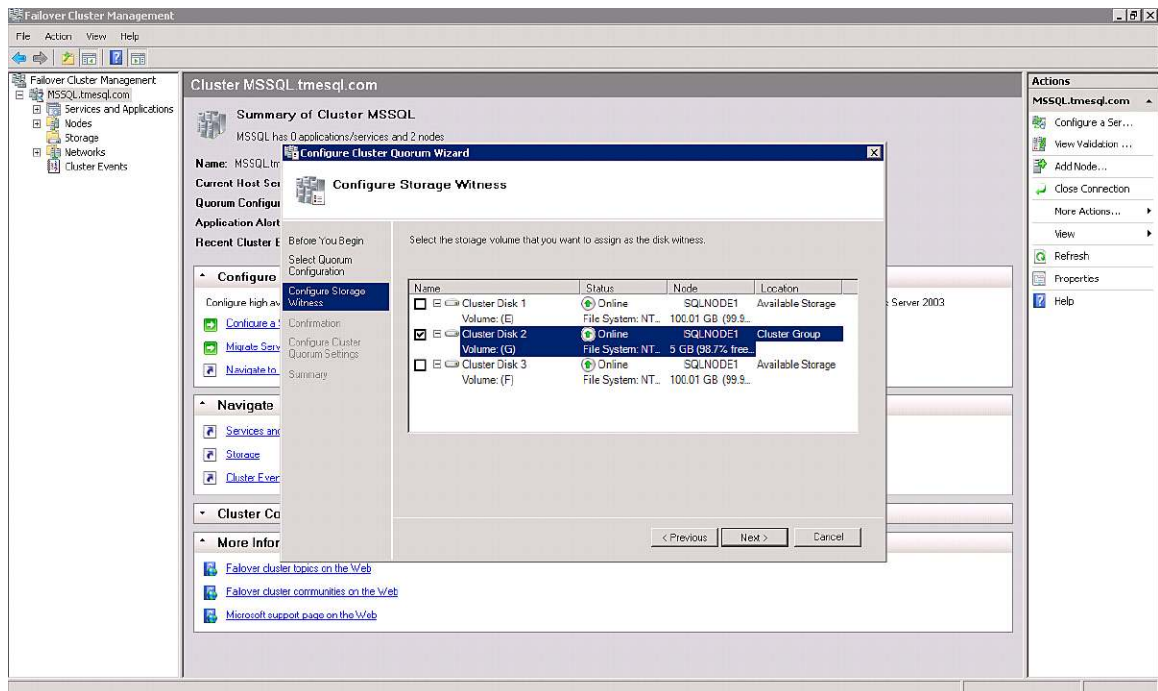 Failover Cluster Management
File Action View Help
Failover Cluster Management
MSSQL.tmesql.com
Services and Applications
Nodes
Storage
Networks
Cluster Events
Cluster MSSQL.tmesql.com
Summary of Cluster MSSQL
MSSQL has 0 applications/services and 2 nodes
Name: MSSQL.tm
Current Host Ser
Quorum Configur
Application Alert
Recent Cluster E
Configure
Configure high av
Server 2003
Configure a S
Migrate Serv
Navigate to
Navigate
Services and
Storage
Cluster Even
Cluster Co
More Infor
Failover cluster topics on the Web
Failover cluster communities on the Web
Microsoft support page on the Web
Configure Cluster Quorum Wizard
Configure Storage Witness
Before You Begin
Select Quorum
Configuration
Configure Storage
Witness
Confirmation
Configure Cluster
Quorum Settings
Summary
Select the storage volume that you want to assign as the disk witness.
Name Status Node Location
Cluster Disk 1 Online SQLNODE1 Available Storage
Volume: (E) File System: NT... 100.01 GB (99.9...
Cluster Disk 2 Online SQLNODE1 Cluster Group
Volume: (G) File System: NT... 5 GB (98.7% free...
Cluster Disk 3 Online SQLNODE1 Available Storage
Volume: (F) File System: NT... 100.01 GB (99.9...
< Previous Next > Cancel
Actions
MSSQL.tmesql.com
Configure a Ser...
View Validation ...
Add Node...
Close Connection
More Actions...
View
Refresh
Properties
Help